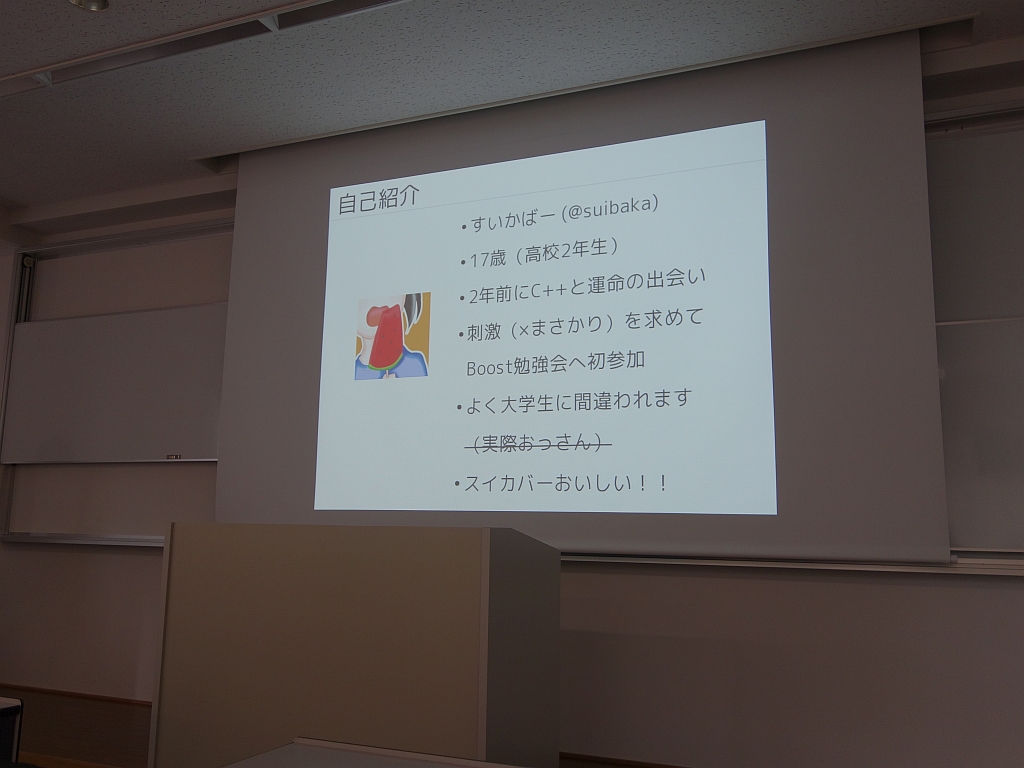 自己紹介
•すいかばー (@suibaka)
•17歳（高校2年生）
•2年前にC++と運命の出会い
•刺激（×まさかり）を求めて
Boost勉強会へ初参加
•よく大学生に間違われます
（実際おっさん）
•スイカバーおいしい！！